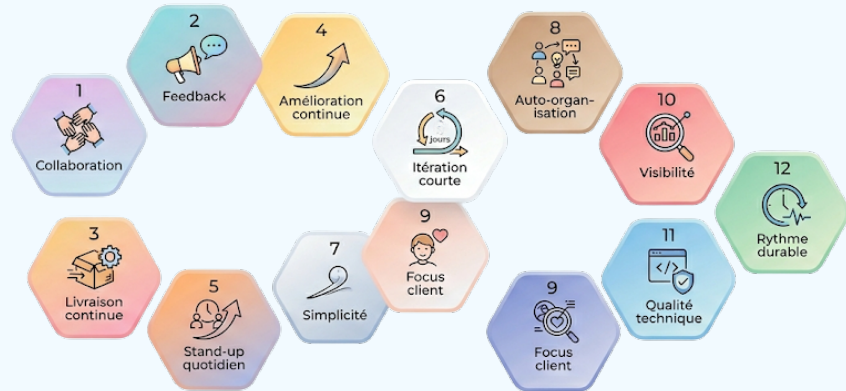 1
Collaboration
2
Feedback
3
Livraison
continue
4
Amélioration
continue
5
Stand-up
quotidien
6
jours
Itération
courte
7
Simplicité
8
Auto-organ-
isation
9
Focus
client
9
Focus
client
10
Visibilité
11
</>
Qualité
technique
12
Rythme
durable